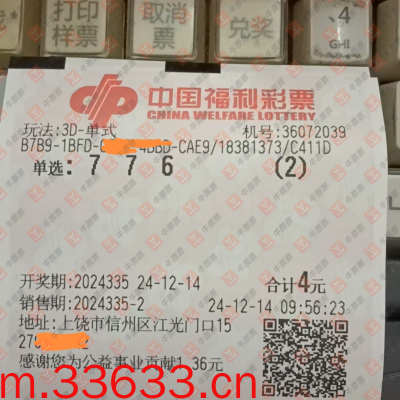 打印
样票
取消
票
兑奖
4
GHI
中国福利彩票
CHINA WELFARE LOTTERY
玩法:3D-单式 机号:36072039
B7B9-1BFD- -4DBD-CAE9/18381373/C411D
单选: 7 7 6 (2)
开奖期:2024335 24-12-14 合计4元
销售期:2024335-2 24-12-14 09:56:23
地址:上饶市信州区江光门口15
270 2
感谢您为公益事业贡献1.36元
m.33633.cn